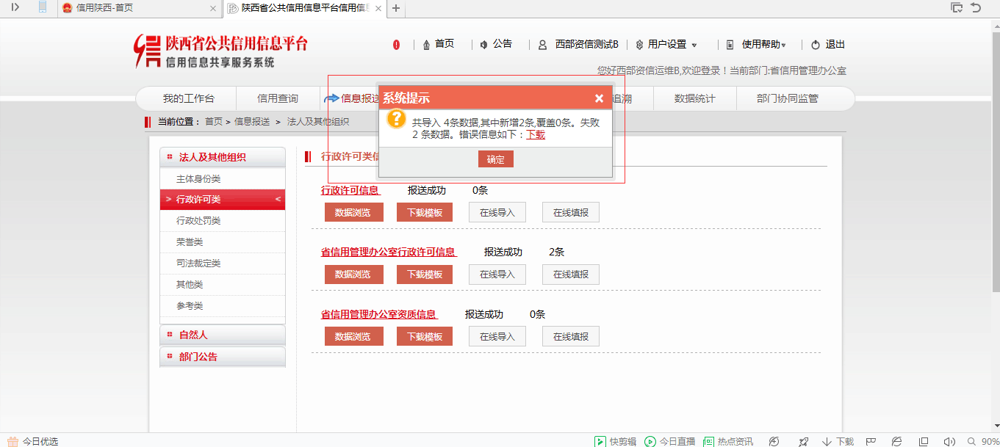 信用陕西-首页
陕西省公共信用信息平台信用信息
陕西省公共信用信息平台
信用信息共享服务系统
首页 公告 西部资信测试B 用户设置 使用帮助 退出
您好西部资信运维B,欢迎登录！当前部门:省信用管理办公室
我的工作台 信用查询 信息报送 追溯 数据统计 部门协同监管
当前位置： 首页 > 信息报送 > 法人及其他组织
系统提示
共导入 4条数据,其中新增2条,覆盖0条。失败
2 条数据。错误信息如下：下载
确定
法人及其他组织
主体身份类
> 行政许可类 <
行政处罚类
荣誉类
司法裁定类
其他类
参考类
自然人
部门公告
行政许可类信
行政许可信息 报送成功 0条
数据浏览 下载模板 在线导入 在线填报
省信用管理办公室行政许可信息 报送成功 2条
数据浏览 下载模板 在线导入 在线填报
省信用管理办公室资质信息 报送成功 0条
数据浏览 下载模板 在线导入 在线填报
今日优选 快剪辑 今日直播 热点资讯 下载 90%